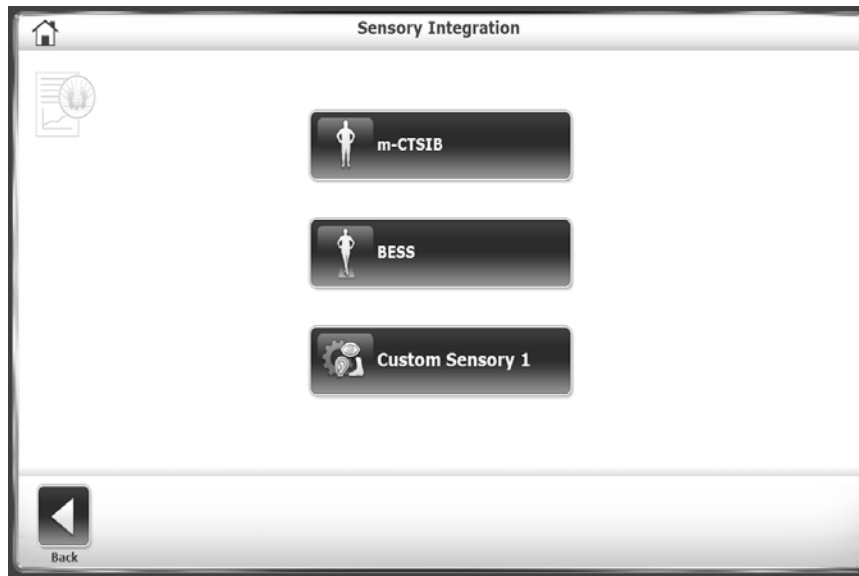 Sensory Integration
m-CTSIB
BESS
Custom Sensory 1
Back